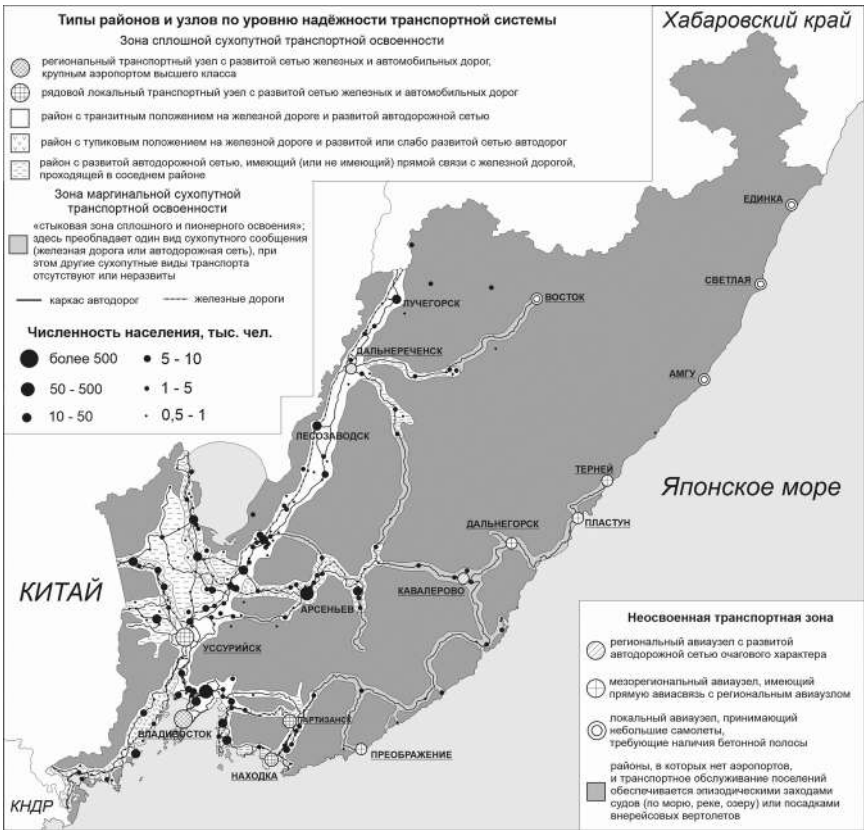 Типы районов и узлов по уровню надёжности транспортной системы
Зона сплошной сухопутной транспортной освоенности
региональный транспортный узел с развитой сетью железных и автомобильных дорог,
крупным аэропортом высшего класса
рядовой локальный транспортный узел с развитой сетью железных и автомобильных дорог
район с транзитным положением на железной дороге и развитой автодорожной сетью
район с тупиковым положением на железной дороге и развитой или слабо развитой сетью автодорог
район с развитой автодорожной сетью, имеющий (или не имеющий) прямой связи с железной дорогой,
проходящей в соседнем районе
Зона маргинальной сухопутной
транспортной освоенности
«стыковая зона сплошного и пионерного освоения»;
здесь преобладает один вид сухопутного сообщения
(железная дорога или автодорожная сеть), при
этом другие сухопутные виды транспорта
отсутствуют или неразвиты
каркас автодорог
железные дороги
Численность населения, тыс. чел.
более 500
5 - 10
50 - 500
1 - 5
10 - 50
0,5 - 1
Хабаровский край
ЕДИНКА
СВЕТЛАЯ
ВОСТОК
ЛУЧЕГОРСК
ДАЛЬНЕРЕЧЕНСК
АМГУ
ЛЕСОЗАВОДСК
ТЕРНЕЙ
Японское море
ПЛАСТУН
ДАЛЬНЕГОРСК
КИТАЙ
КАВАЛЕРОВО
АРСЕНЬЕВ
УССУРИЙСК
ПАРТИЗАНСК
ВЛАДИВОСТОК
ПРЕОБРАЖЕНИЕ
НАХОДКА
КНДР
Неосвоенная транспортная зона
региональный авиаузел с развитой
автодорожной сетью очагового характера
мезорегиональный авиаузел, имеющий
прямую авиасвязь с региональным авиаузлом
локальный авиаузел, принимающий
небольшие самолеты,
требующие наличия бетонной полосы
районы, в которых нет аэропортов,
и транспортное обслуживание поселений
обеспечивается эпизодическими заходами
судов (по морю, реке, озеру) или посадками
внерейсовых вертолетов